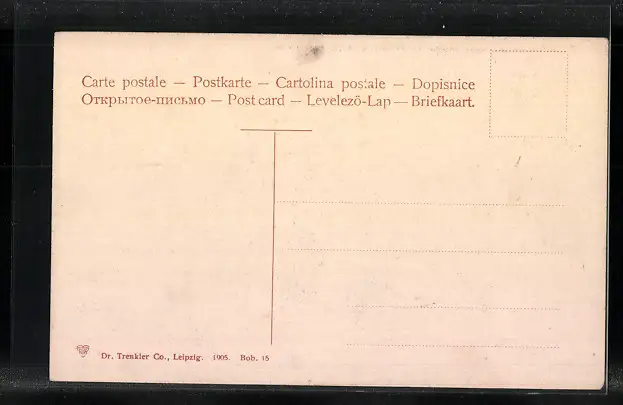 Carte postale — Postkarte — Cartolina postale — Dopisnice
Открытое-письмо — Post card — Levelezö-Lap — Briefkaart.
Dr. Trenkler Co., Leipzig. 1905. Bob. 15